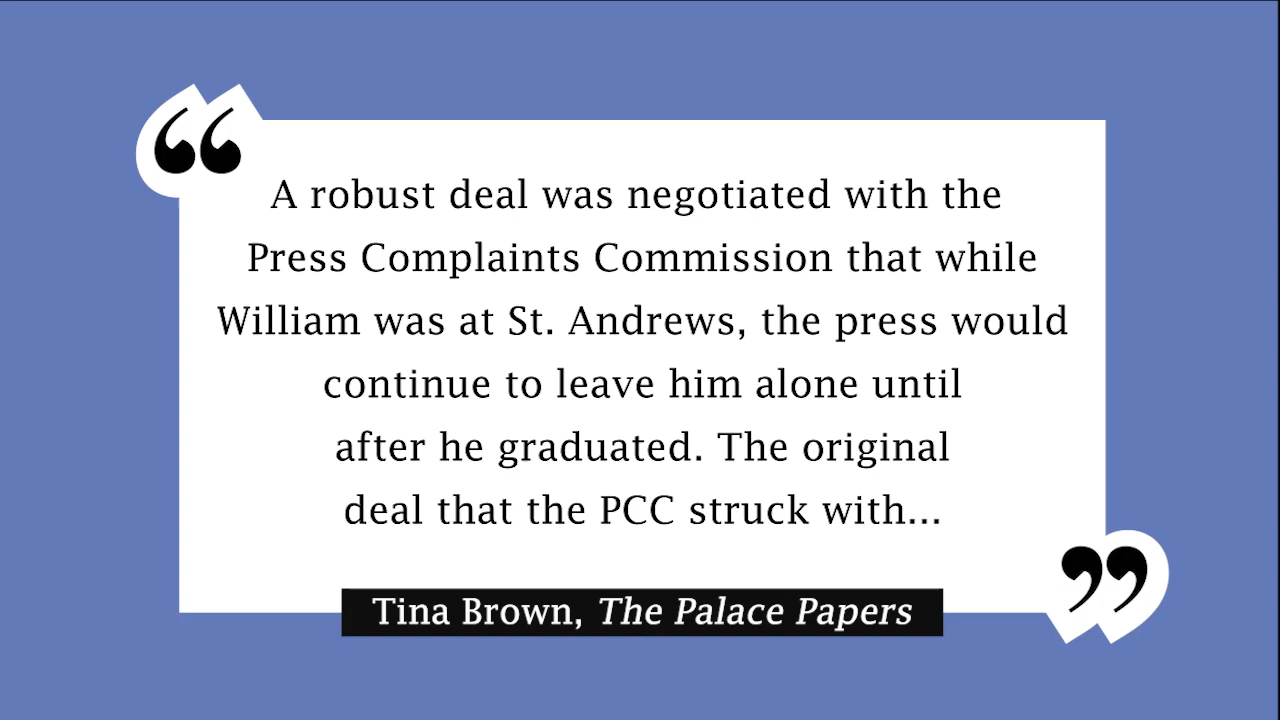 “
A robust deal was negotiated with the
Press Complaints Commission that while
William was at St. Andrews, the press would
continue to leave him alone until
after he graduated. The original
deal that the PCC struck with...
”
Tina Brown, The Palace Papers